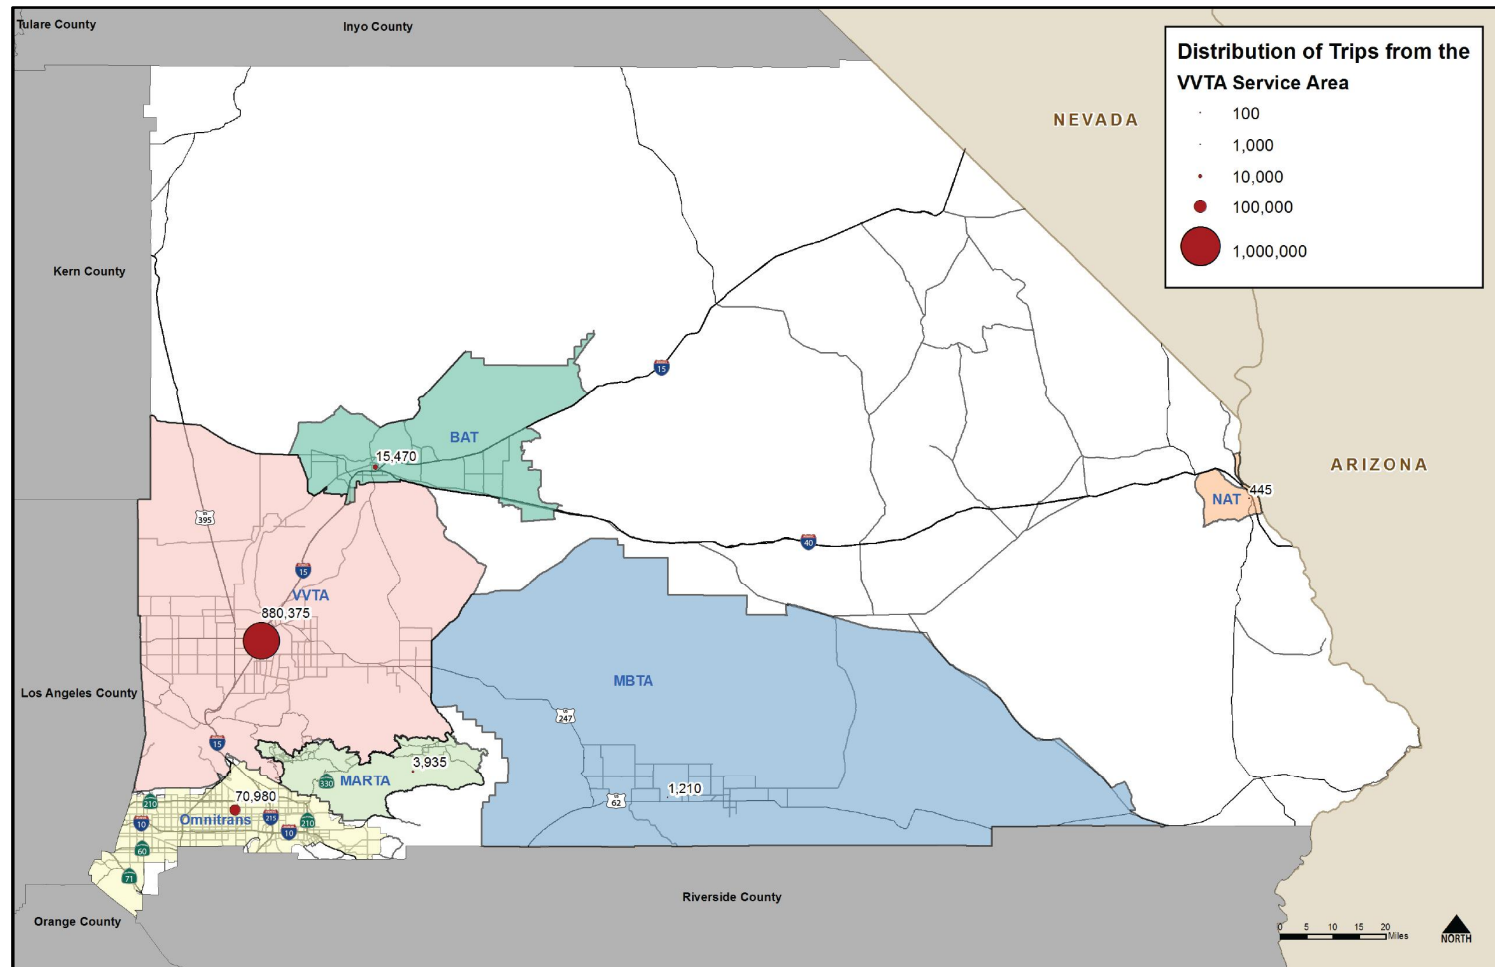 Tulare County
Inyo County
Distribution of Trips from the
VVTA Service Area
100
1,000
10,000
100,000
1,000,000
NEVADA
Kern County
15
BAT
15,470
ARIZONA
445
NAT
US
395
40
15
VVTA
880,375
MBTA
Los Angeles County
247
15
3,935
330
MARTA
1,210
70,980
210
62
Omnitrans
215
210
10
10
60
71
Riverside County
Orange County
0 5 10 15 20
Miles
NORTH